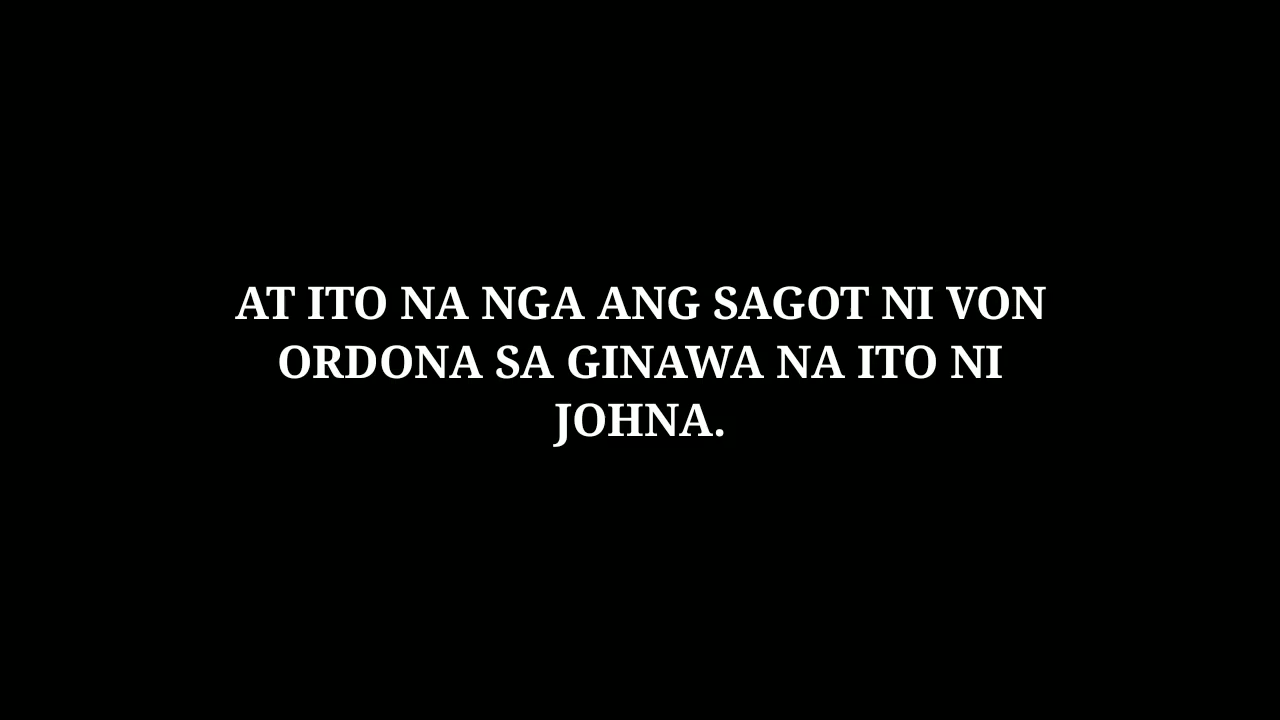 AT ITO NA NGA ANG SAGOT NI VON
ORDONA SA GINAWA NA ITO NI
JOHNA.